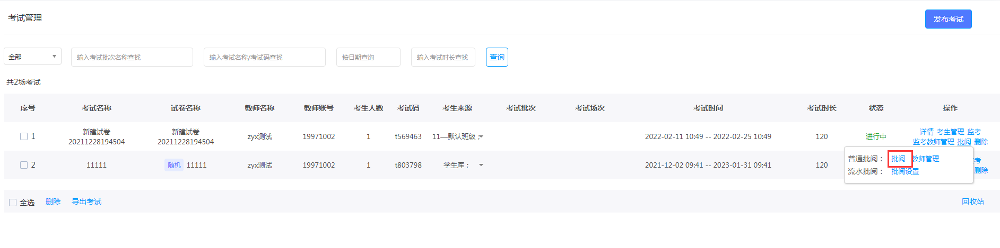 考试管理
发布考试
全部
输入考试批次名称查找
输入考试名称/考试码查找
按日期查询
输入考试时长查找
查询
共2场考试
序号 考试名称 试卷名称 教师名称 教师账号 考生人数 考试码 考生来源 考试批次 考试场次 考试时间 考试时长 状态 操作
1 新建试卷 20211228194504 新建试卷 20211228194504 zyx测试 19971002 1 t569463 11—默认班级; 2022-02-11 10:49 -- 2022-02-25 10:49 120 进行中 详情 考生管理 监考
监考教师管理 批阅 删除
2 11111 随机 11111 zyx测试 19971002 1 t803798 学生库; 2021-12-02 09:41 -- 2023-01-31 09:41 120 考
删除
普通批阅： 批阅 教师管理
流水批阅： 批阅设置
全选 删除 导出考试 回收站